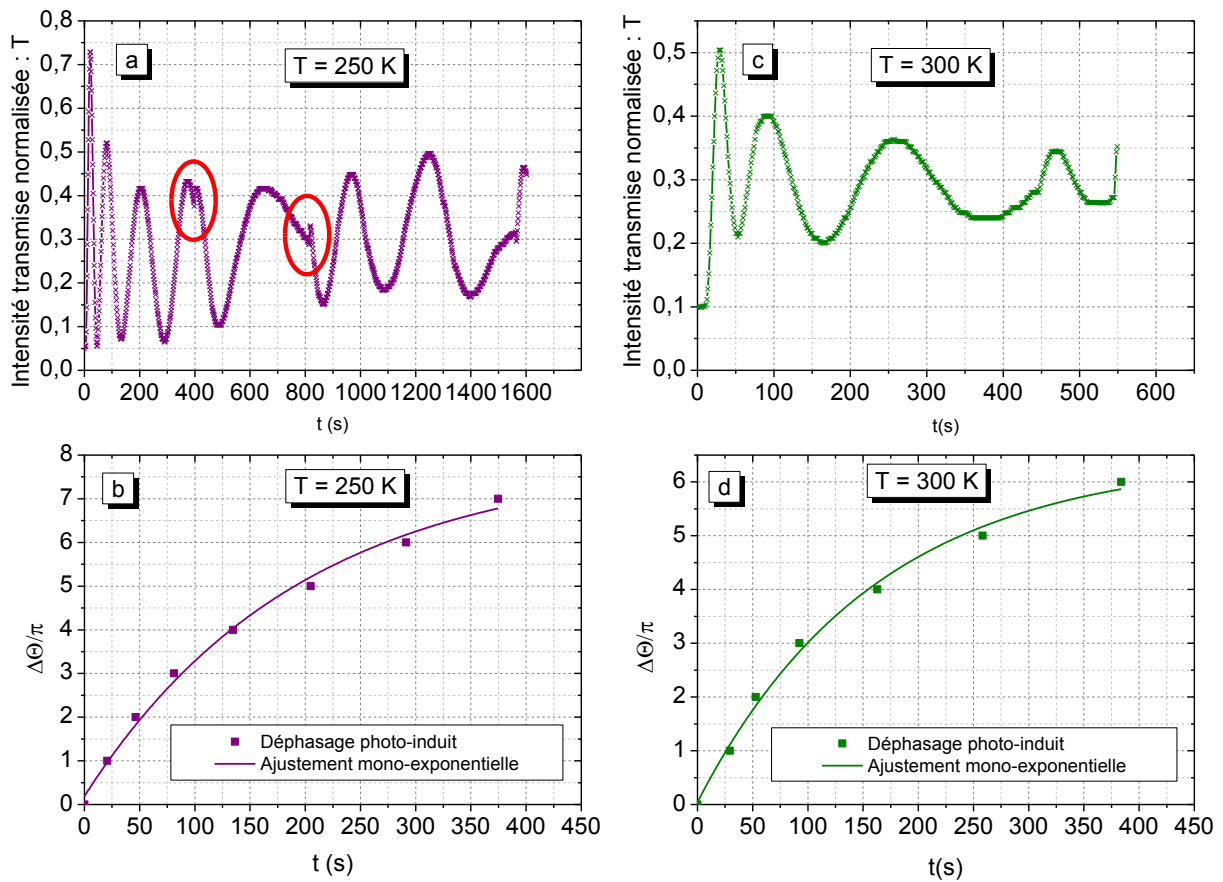 Intensité transmise normalisée : T
0,8
0,7
0,6
0,5
0,4
0,3
0,2
0,1
0,0
a
T = 250 K
0 200 400 600 800 1000 1200 1400 1600
t (s)
Intensité transmise normalisée : T
0,5
0,4
0,3
0,2
0,1
0,0
c
T = 300 K
0 100 200 300 400 500 600
t(s)
ΔΘ/π
8
7
6
5
4
3
2
1
0
b
T = 250 K
Déphasage photo-induit
Ajustement mono-exponentielle
0 50 100 150 200 250 300 350 400 450
t (s)
ΔΘ/π
6
5
4
3
2
1
0
d
T = 300 K
Déphasage photo-induit
Ajustement mono-exponentielle
0 50 100 150 200 250 300 350 400 450
t(s)